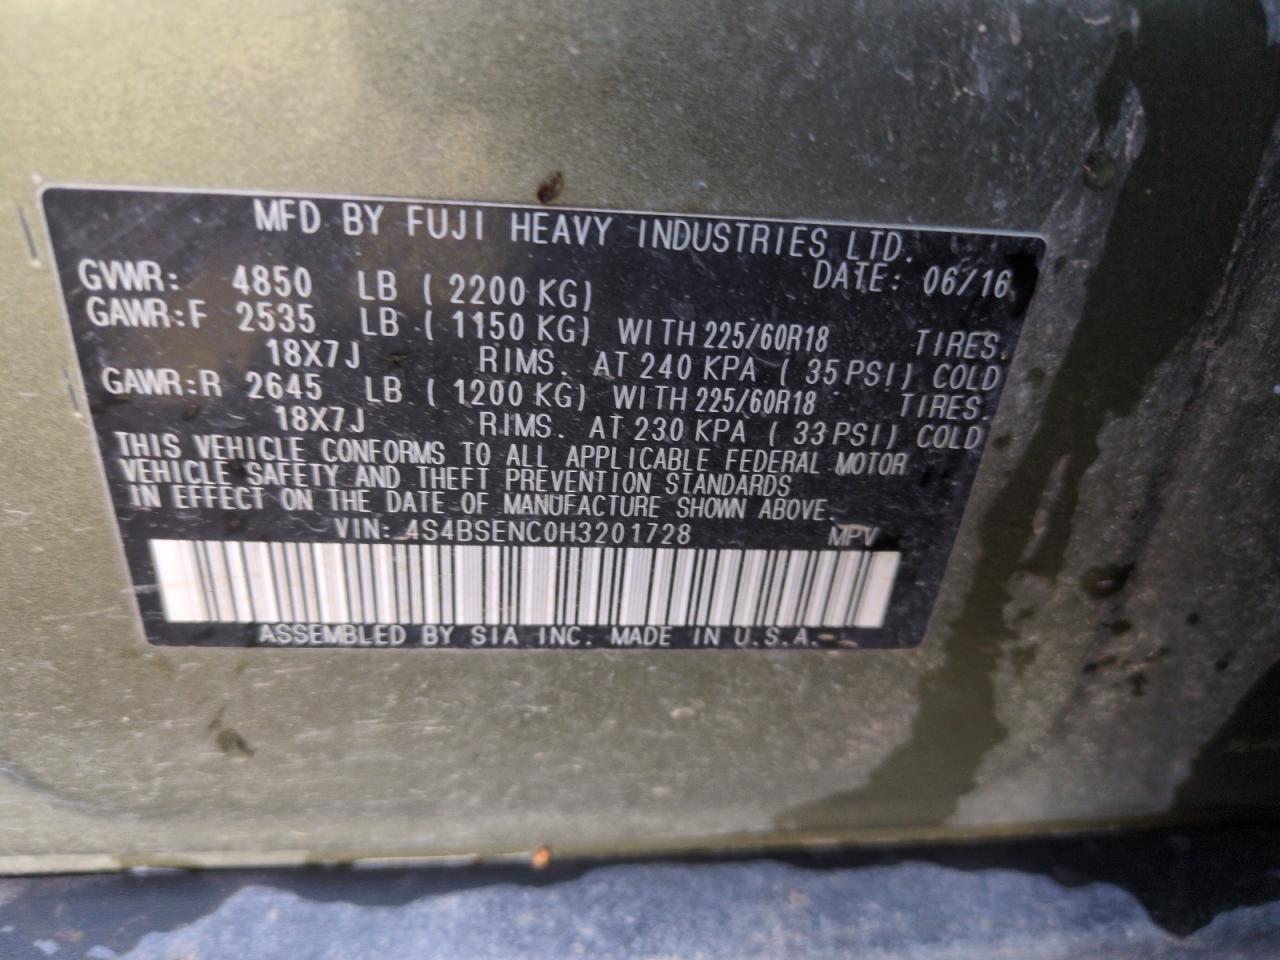 MFD BY FUJI HEAVY INDUSTRIES LTD.
DATE: 06/16
GVWR: 4850 LB ( 2200 KG)
GAWR:F 2535 LB ( 1150 KG) WITH 225/60R18 TIRES.
18X7J RIMS. AT 240 KPA ( 35 PSI) COLD
GAWR:R 2645 LB ( 1200 KG) WITH 225/60R18 TIRES.
18X7J RIMS. AT 230 KPA ( 33 PSI) COLD
THIS VEHICLE CONFORMS TO ALL APPLICABLE FEDERAL MOTOR
VEHICLE SAFETY AND THEFT PREVENTION STANDARDS
IN EFFECT ON THE DATE OF MANUFACTURE SHOWN ABOVE.
VIN: 4S4BSENC0H3201728 MPV
ASSEMBLED BY SIA INC. MADE IN U.S.A.